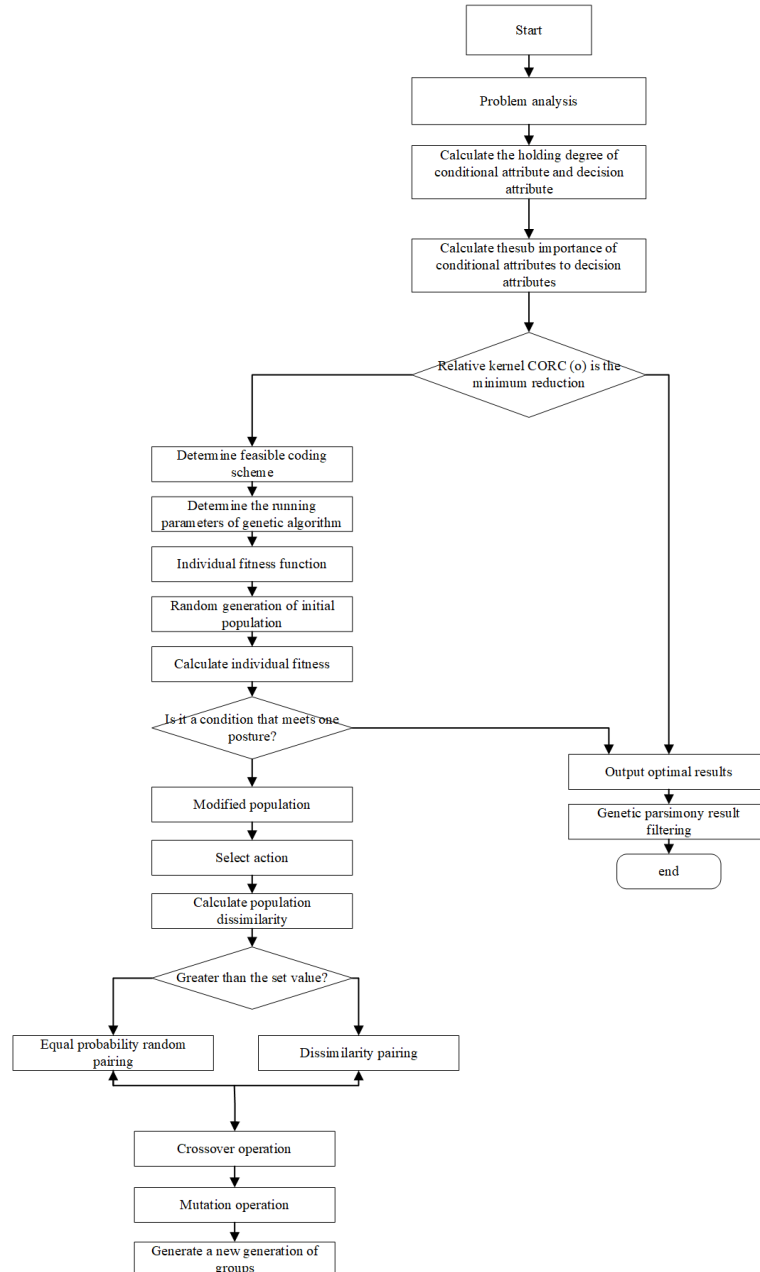 Start
Problem analysis
Calculate the holding degree of
conditional attribute and decision
attribute
Calculate thesub importance of
conditional attributes to decision
attributes
Relative kernel CORC (o) is the
minimum reduction
Determine feasible coding
scheme
Determine the running
parameters of genetic algorithm
Individual fitness function
Random generation of initial
population
Calculate individual fitness
Is it a condition that meets one
posture?
Output optimal results
Genetic parsimony result
filtering
end
Modified population
Select action
Calculate population
dissimilarity
Greater than the set value?
Equal probability random
pairing
Dissimilarity pairing
Crossover operation
Mutation operation
Generate a new generation of
groups